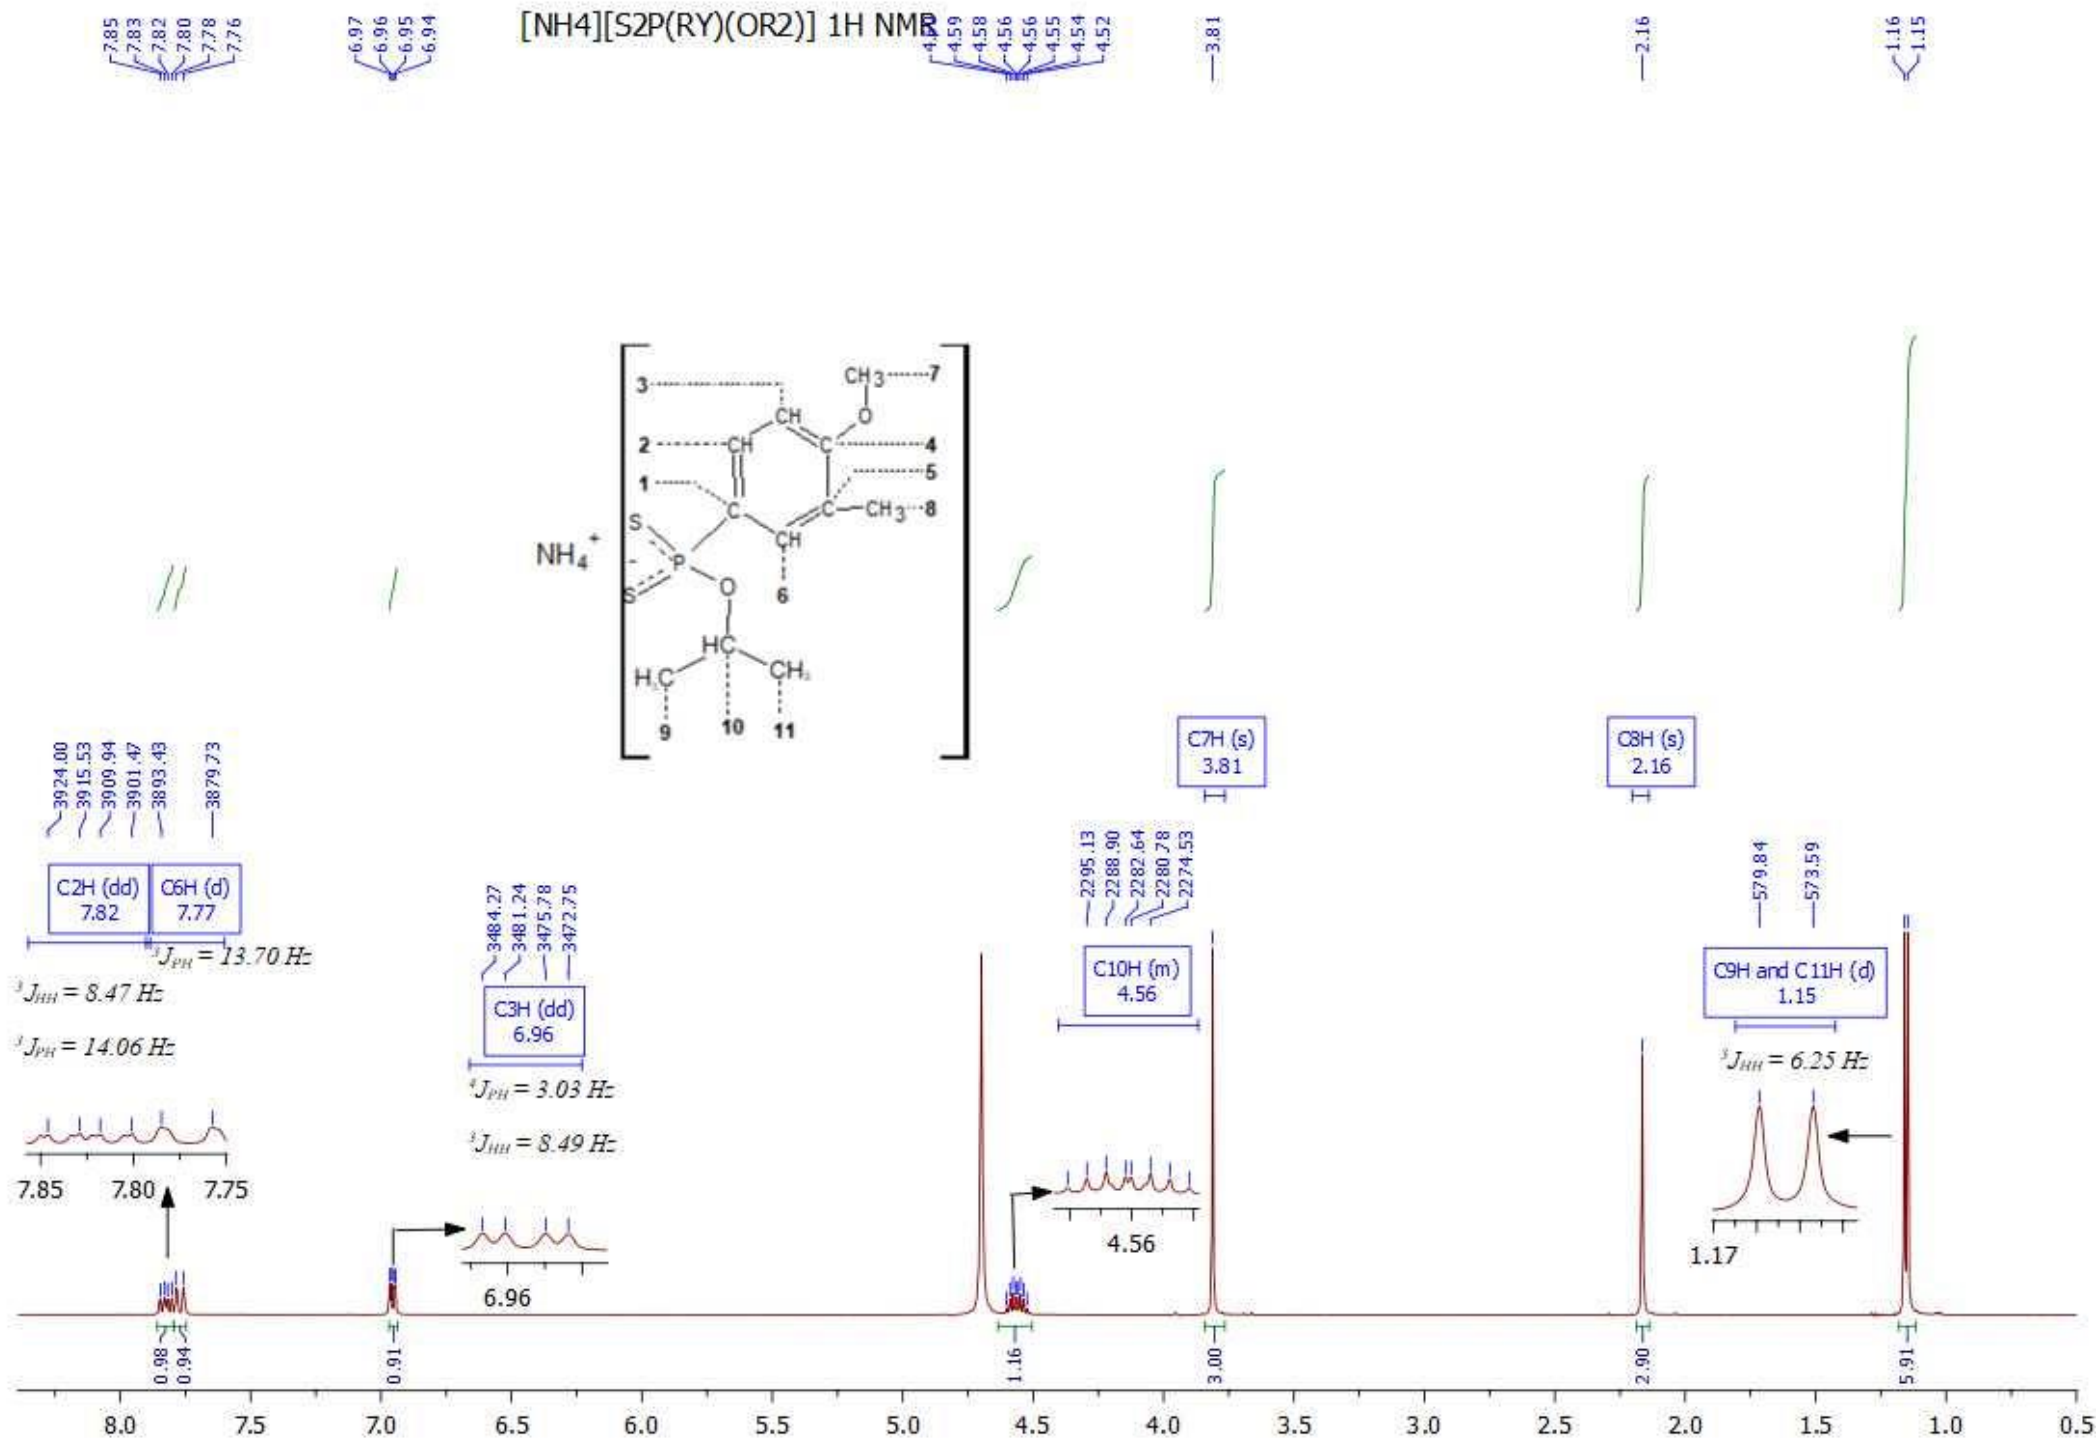 [NH4][S2P(RY)(OR2)] 1H NMR
7.85
7.83
7.82
7.80
7.78
7.76
6.97
6.96
6.95
6.94
4.59
4.58
4.56
4.56
4.55
4.54
4.52
3.81
2.16
1.16
1.15
3
CH3
7
CH
O
2
CH
C
4
1
5
C
C
CH3
8
S
CH
NH4+
-
P
S
O
6
HC
H3C
CH3
9
10
11
C7H (s)
3.81
C8H (s)
2.16
3924.00
3915.53
3909.94
3901.47
3893.43
3879.73
C2H (dd)
7.82
C6H (d)
7.77
3JPH = 13.70 Hz
3JHH = 8.47 Hz
3JPH = 14.06 Hz
7.85 7.80 7.75
3484.27
3481.24
3475.78
3472.75
C3H (dd)
6.96
4JPH = 3.03 Hz
3JHH = 8.49 Hz
6.96
2295.13
2288.90
2282.64
2280.78
2274.53
C10H (m)
4.56
4.56
579.84
573.59
C9H and C11H (d)
1.15
3JHH = 6.25 Hz
1.17
0.98
0.94
0.91
1.16
3.00
2.90
5.91
8.0 7.5 7.0 6.5 6.0 5.5 5.0 4.5 4.0 3.5 3.0 2.5 2.0 1.5 1.0 0.5